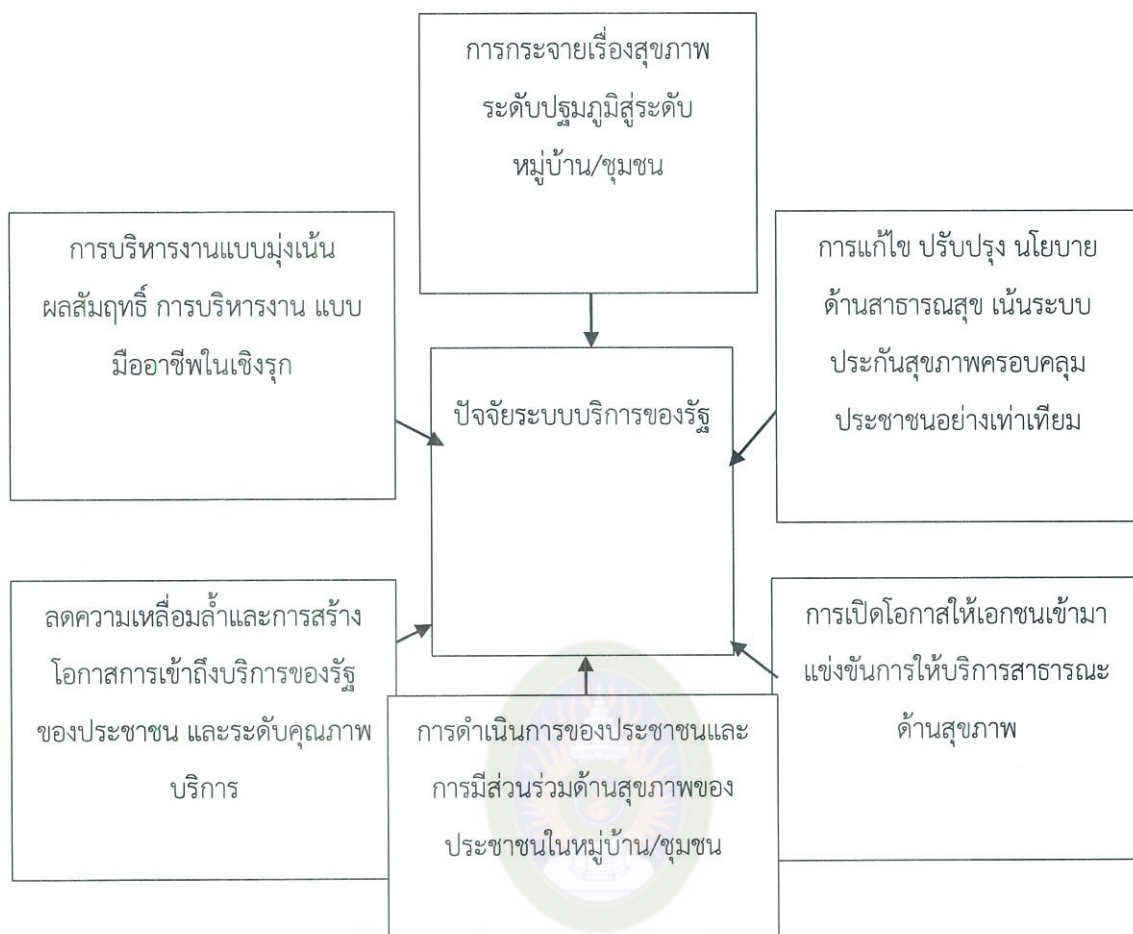 การกระจายเรื่องสุขภาพ
ระดับปฐมภูมิสู่ระดับ
หมู่บ้าน/ชุมชน
การบริหารงานแบบมุ่งเน้น
ผลสัมฤทธิ์ การบริหารงาน แบบ
มืออาชีพในเชิงรุก
การแก้ไข ปรับปรุง นโยบาย
ด้านสาธารณสุข เน้นระบบ
ประกันสุขภาพครอบคลุม
ประชาชนอย่างเท่าเทียม
ปัจจัยระบบบริการของรัฐ
ลดความเหลื่อมล้ำและการสร้าง
โอกาสการเข้าถึงบริการของรัฐ
ของประชาชน และระดับคุณภาพ
บริการ
การดำเนินการของประชาชนและ
การมีส่วนร่วมด้านสุขภาพของ
ประชาชนในหมู่บ้าน/ชุมชน
การเปิดโอกาสให้เอกชนเข้ามา
แข่งขันการให้บริการสาธารณะ
ด้านสุขภาพ